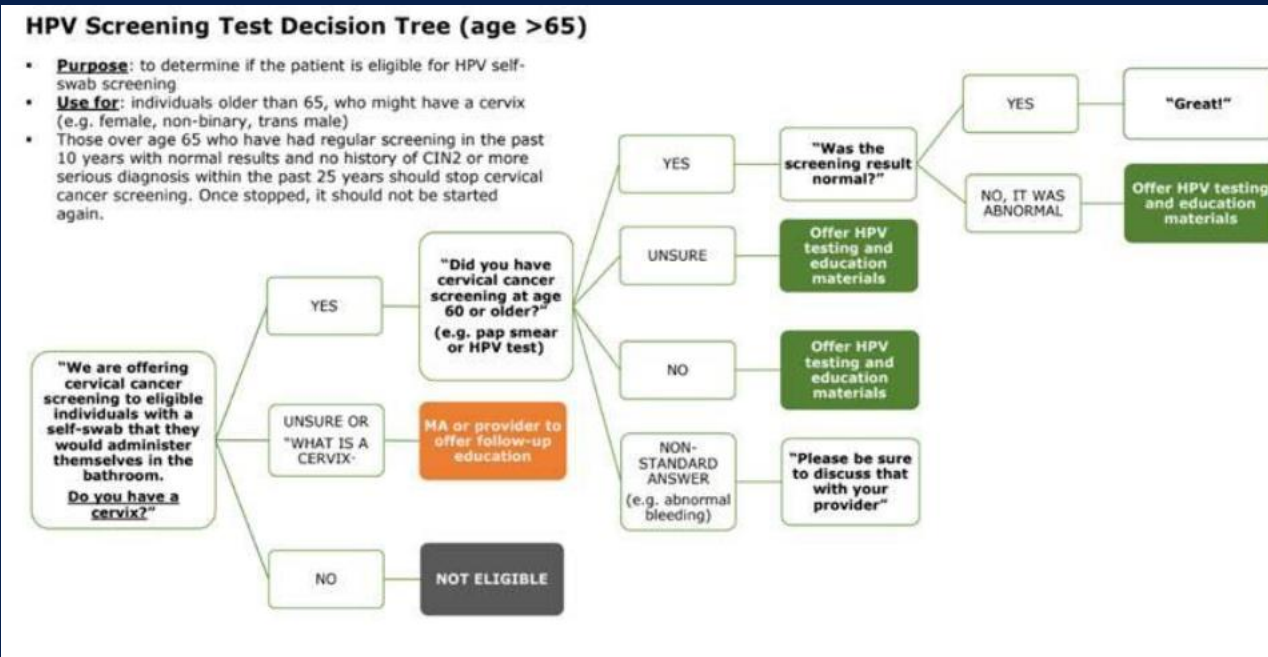 HPV Screening Test Decision Tree (age >65)
▪ Purpose: to determine if the patient is eligible for HPV self-
swab screening
▪ Use for: individuals older than 65, who might have a cervix
(e.g. female, non-binary, trans male)
▪ Those over age 65 who have had regular screening in the past
10 years with normal results and no history of CIN2 or more
serious diagnosis within the past 25 years should stop cervical
cancer screening. Once stopped, it should not be started
again.
"We are offering
cervical cancer
screening to eligible
individuals with a
self-swab that they
would administer
themselves in the
bathroom.
Do you have a
cervix?"
YES
"Did you have
cervical cancer
screening at age
60 or older?"
(e.g. pap smear
or HPV test)
YES
"Was the
screening result
normal?"
YES
"Great!"
NO, IT WAS
ABNORMAL
Offer HPV testing
and education
materials
UNSURE
Offer HPV
testing and
education
materials
NO
Offer HPV
testing and
education
materials
NON-
STANDARD
ANSWER
(e.g. abnormal
bleeding)
"Please be sure
to discuss that
with your
provider"
UNSURE OR
"WHAT IS A
CERVIX-
MA or provider to
offer follow-up
education
NO
NOT ELIGIBLE